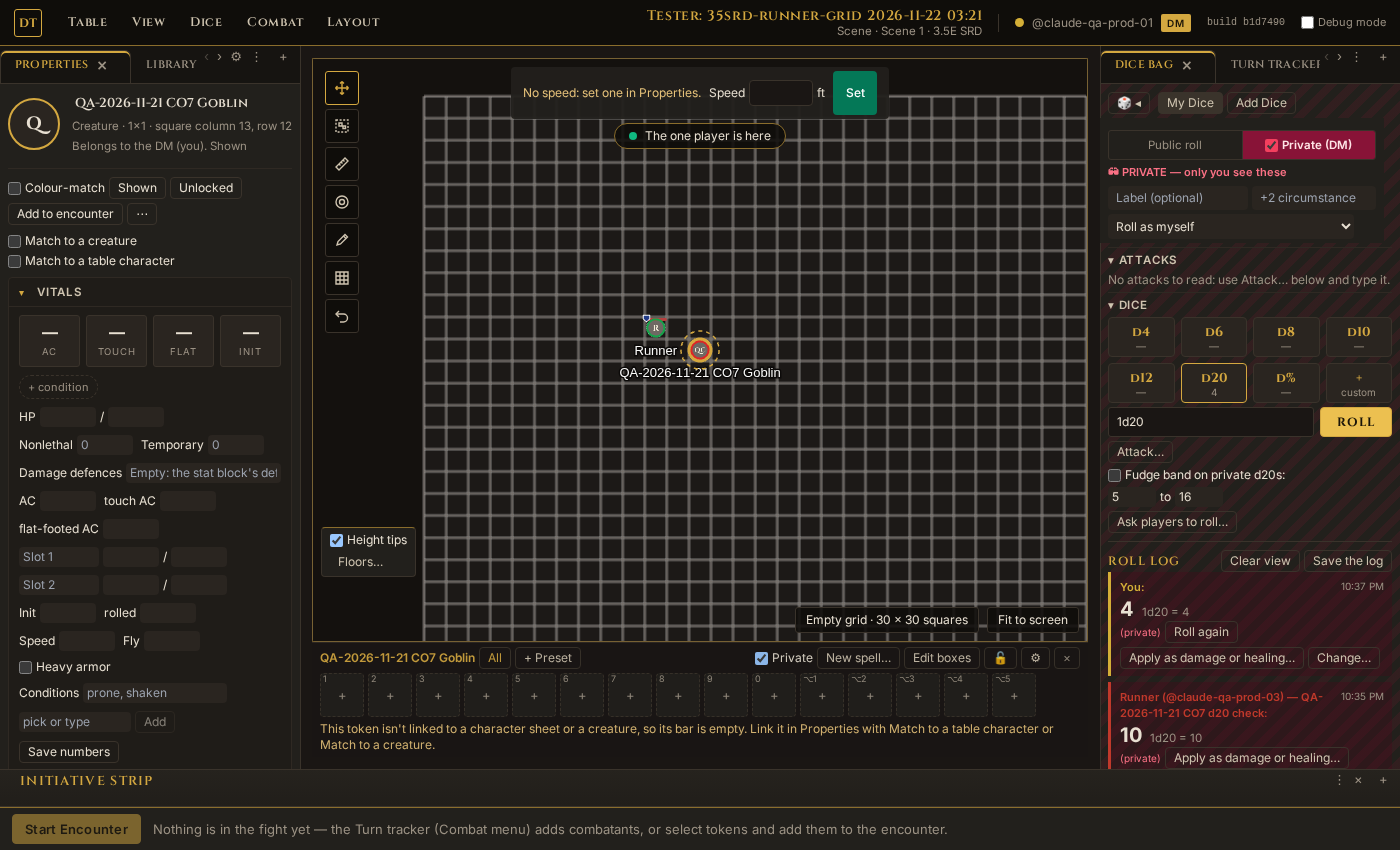 DT
TABLE
VIEW
DICE
COMBAT
LAYOUT
TESTER: 35SRD-RUNNER-GRID 2026-11-22 03:21
Scene · Scene 1 · 3.5E SRD
@claude-qa-prod-01
DM
build b1d7490
Debug mode
PROPERTIES ×
LIBRARY
Q
QA-2026-11-21 CO7 GOBLIN
Creature · 1×1 · square column 13, row 12
Belongs to the DM (you). Shown
Colour-match
Shown
Unlocked
Add to encounter
...
Match to a creature
Match to a table character
VITALS
— AC
— TOUCH
— FLAT
— INIT
+ condition
HP /
Nonlethal 0 Temporary 0
Damage defences Empty: the stat block's def
AC touch AC
flat-footed AC
Slot 1 /
Slot 2 /
Init rolled
Speed Fly
Heavy armor
Conditions prone, shaken
pick or type Add
Save numbers
No speed: set one in Properties. Speed ft Set
The one player is here
R
Runner
QC
QA-2026-11-21 CO7 Goblin
Height tips
Floors...
Empty grid · 30 × 30 squares
Fit to screen
QA-2026-11-21 CO7 Goblin
All
+ Preset
Private
New spell...
Edit boxes
×
1 2 3 4 5 6 7 8 9 0 ⌥1 ⌥2 ⌥3 ⌥4 ⌥5
+ + + + + + + + + + + + + + +
This token isn't linked to a character sheet or a creature, so its bar is empty. Link it in Properties with Match to a table character or
Match to a creature.
DICE BAG ×
TURN TRACKER
My Dice
Add Dice
Public roll
Private (DM)
PRIVATE — only you see these
Label (optional)
+2 circumstance
Roll as myself
ATTACKS
No attacks to read: use Attack... below and type it.
DICE
D4 —
D6 —
D8 —
D10 —
D12 —
D20 4
D% —
+ custom
1d20
ROLL
Attack...
Fudge band on private d20s:
5 to 16
Ask players to roll...
ROLL LOG
Clear view
Save the log
You: 10:37 PM
4 1d20 = 4
(private) Roll again
Apply as damage or healing...
Change...
Runner (@claude-qa-prod-03) — QA- 10:35 PM
2026-11-21 CO7 d20 check:
10 1d20 = 10
(private) Apply as damage or healing...
INITIATIVE STRIP
Start Encounter
Nothing is in the fight yet — the Turn tracker (Combat menu) adds combatants, or select tokens and add them to the encounter.